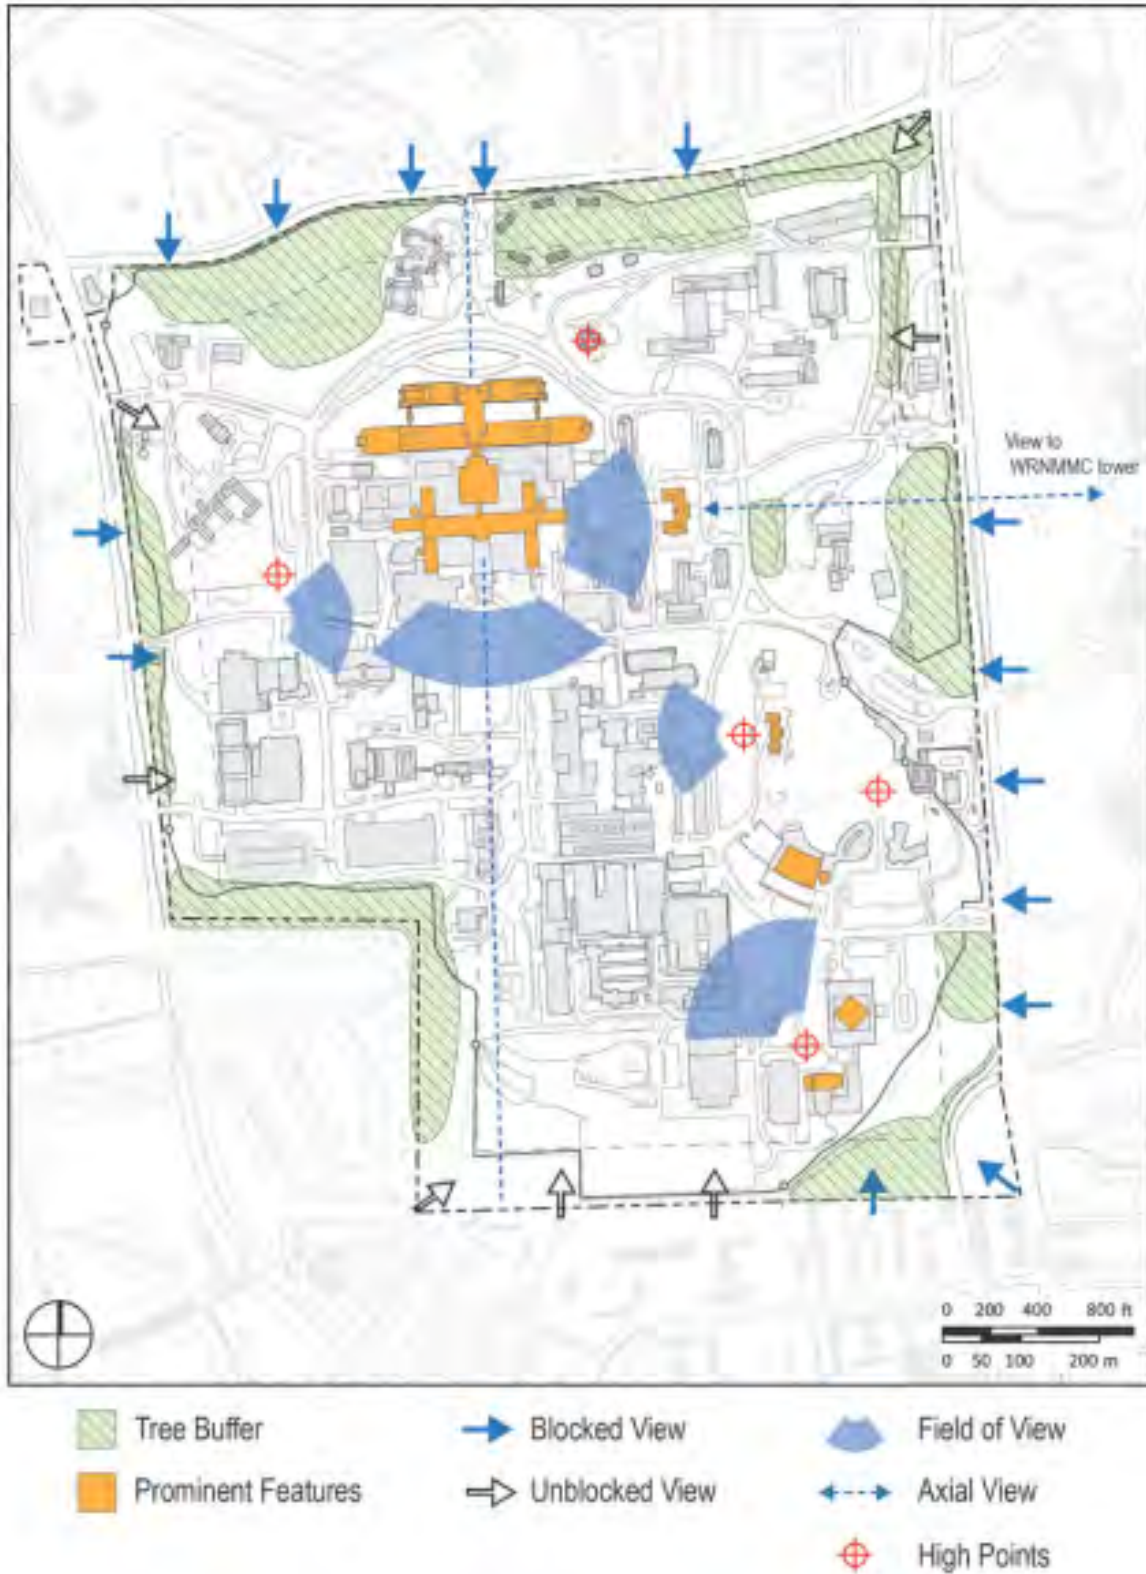 View to
WRNMMC tower
0 200 400 800 ft
0 50 100 200 m
Tree Buffer
Blocked View
Field of View
Prominent Features
Unblocked View
Axial View
High Points